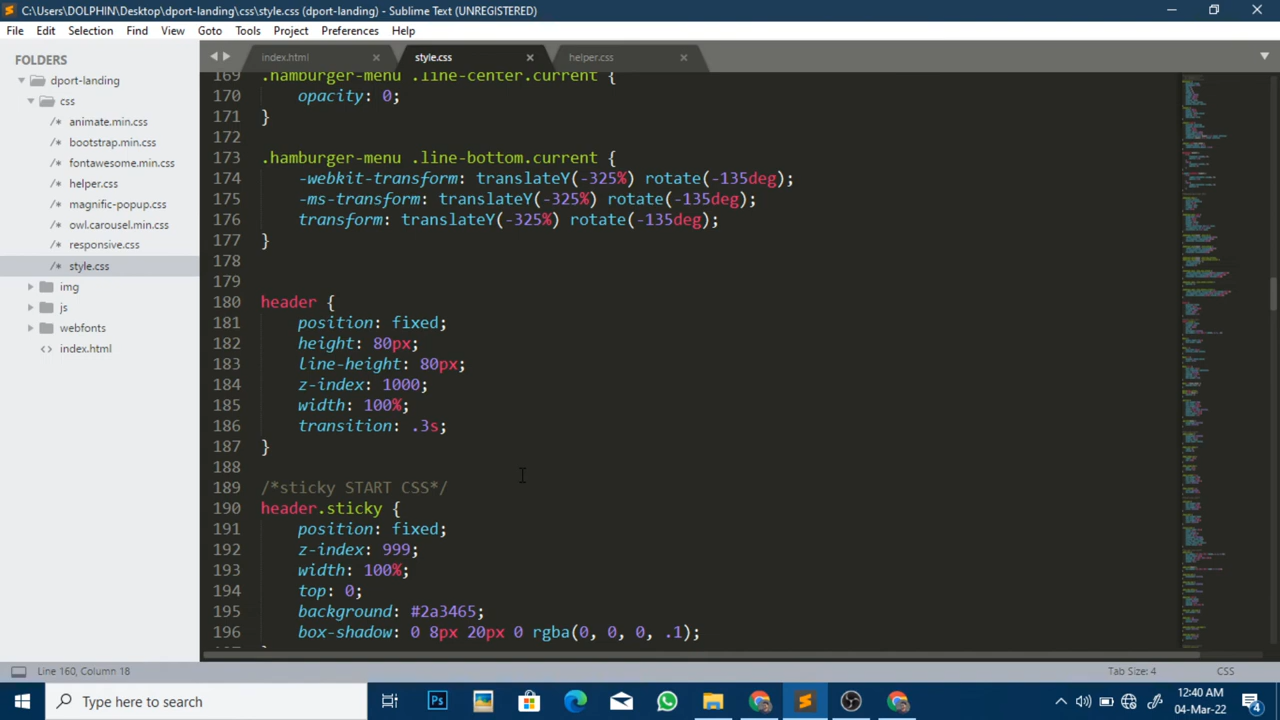 C:\Users\DOLPHIN\Desktop\dport-landing\css\style.css (dport-landing) - Sublime Text (UNREGISTERED)
File Edit Selection Find View Goto Tools Project Preferences Help
FOLDERS
dport-landing
css
/* animate.min.css
/* bootstrap.min.css
/* fontawesome.min.css
/* helper.css
/* magnific-popup.css
/* owl.carousel.min.css
/* responsive.css
/* style.css
img
js
webfonts
<> index.html
index.html
style.css
helper.css
169 .hamburger-menu .line-center.current {
170 opacity: 0;
171 }
172
173 .hamburger-menu .line-bottom.current {
174 -webkit-transform: translateY(-325%) rotate(-135deg);
175 -ms-transform: translateY(-325%) rotate(-135deg);
176 transform: translateY(-325%) rotate(-135deg);
177 }
178
179
180 header {
181 position: fixed;
182 height: 80px;
183 line-height: 80px;
184 z-index: 1000;
185 width: 100%;
186 transition: .3s;
187 }
188
189 /*sticky START CSS*/
190 header.sticky {
191 position: fixed;
192 z-index: 999;
193 width: 100%;
194 top: 0;
195 background: #2a3465;
196 box-shadow: 0 8px 20px 0 rgba(0, 0, 0, .1);
197 }
Line 160, Column 18
Tab Size: 4
CSS
Type here to search
Ps
12:40 AM
04-Mar-22
4